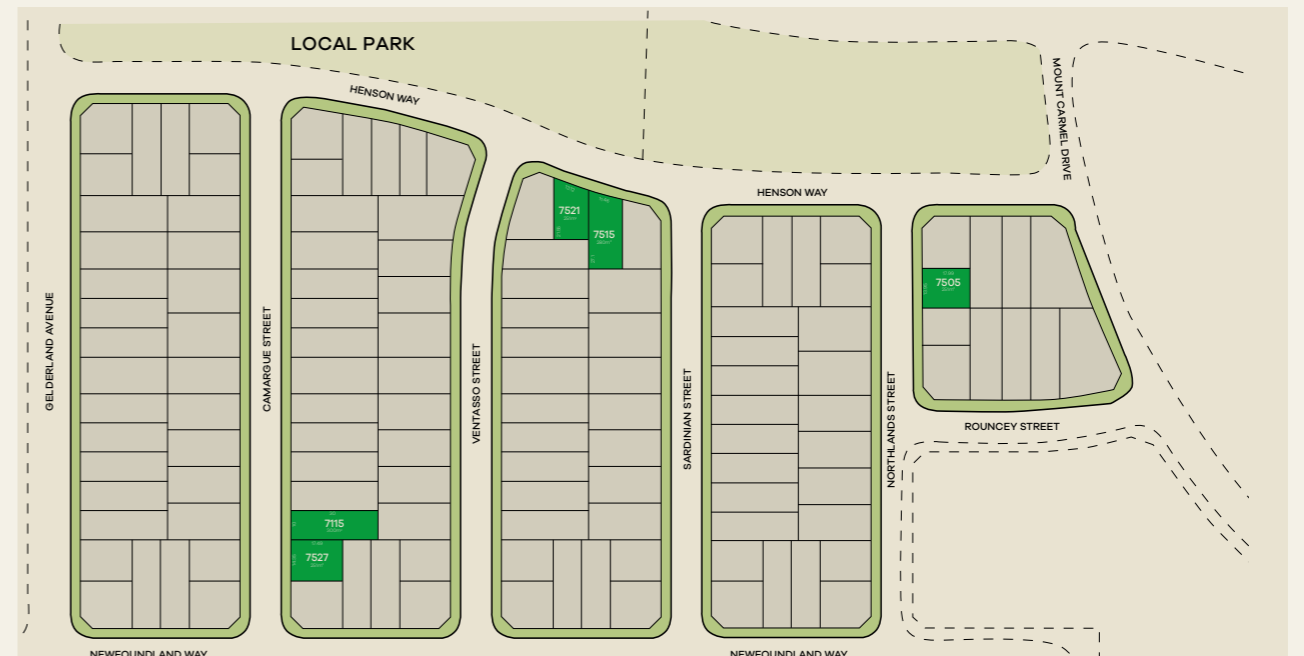 LOCAL PARK
HENSON WAY
MOUNT CARMEL DRIVE
HENSON WAY
7521
7515
7505
GELDERLAND AVENUE
CAMARGUE STREET
VENTASSO STREET
SARDINIAN STREET
NORTHLANDS STREET
ROUNCEY STREET
7115
7527
NEWFOUNDLAND WAY
NEWFOUNDLAND WAY